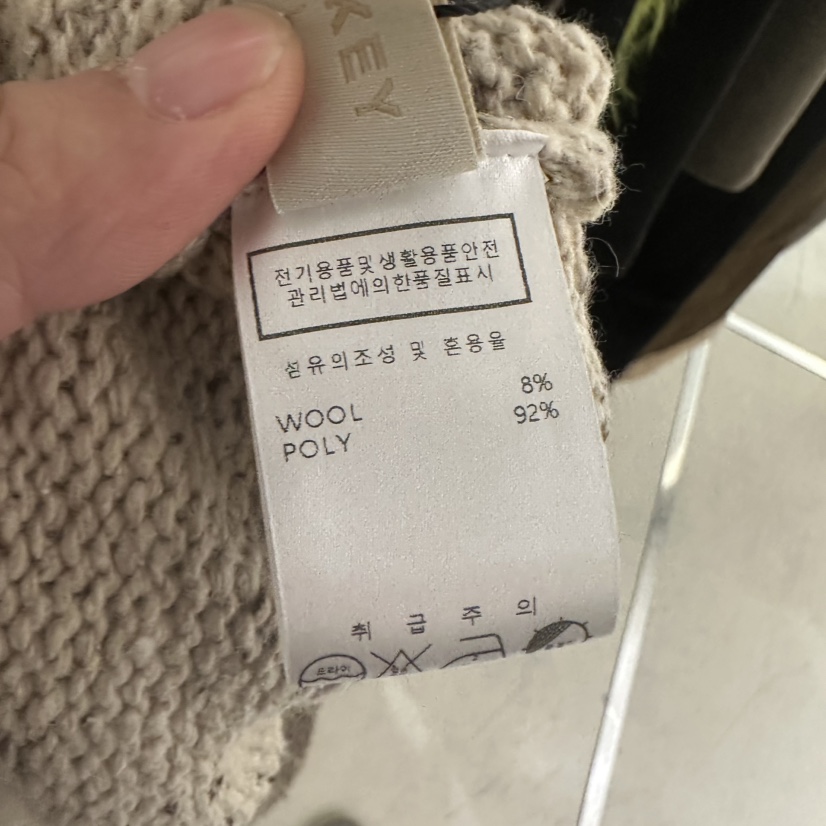 KEY
전기용품및생활용품안전
관리법에의한품질표시
섬유의조성 및 혼용율
WOOL 8%
POLY 92%
취 급 주 의
드라이